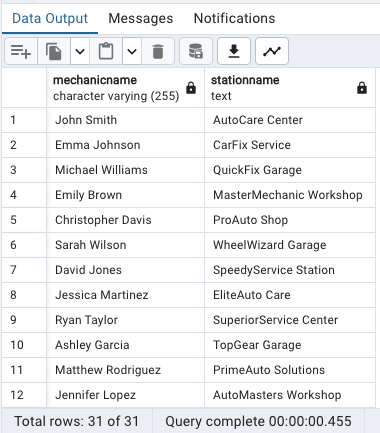 Data Output Messages Notifications
mechanicname stationname
character varying (255) text
1 John Smith AutoCare Center
2 Emma Johnson CarFix Service
3 Michael Williams QuickFix Garage
4 Emily Brown MasterMechanic Workshop
5 Christopher Davis ProAuto Shop
6 Sarah Wilson WheelWizard Garage
7 David Jones SpeedyService Station
8 Jessica Martinez EliteAuto Care
9 Ryan Taylor SuperiorService Center
10 Ashley Garcia TopGear Garage
11 Matthew Rodriguez PrimeAuto Solutions
12 Jennifer Lopez AutoMasters Workshop
Total rows: 31 of 31 Query complete 00:00:00.455